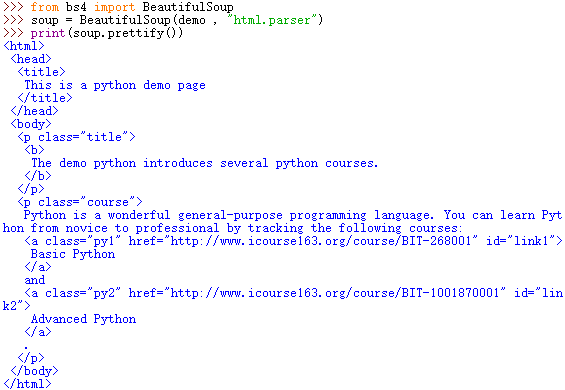 >>> from bs4 import BeautifulSoup
>>> soup = BeautifulSoup(demo , "html.parser")
>>> print(soup.prettify())
<html>
 <head>
  <title>
   This is a python demo page
  </title>
 </head>
 <body>
  <p class="title">
   <b>
    The demo python introduces several python courses.
   </b>
  </p>
  <p class="course">
   Python is a wonderful general-purpose programming language. You can learn Pyt
hon from novice to professional by tracking the following courses:
   <a class="py1" href="http://www.icourse163.org/course/BIT-268001" id="link1">
    Basic Python
   </a>
   and
   <a class="py2" href="http://www.icourse163.org/course/BIT-1001870001" id="lin
k2">
    Advanced Python
   </a>
   .
  </p>
 </body>
</html>